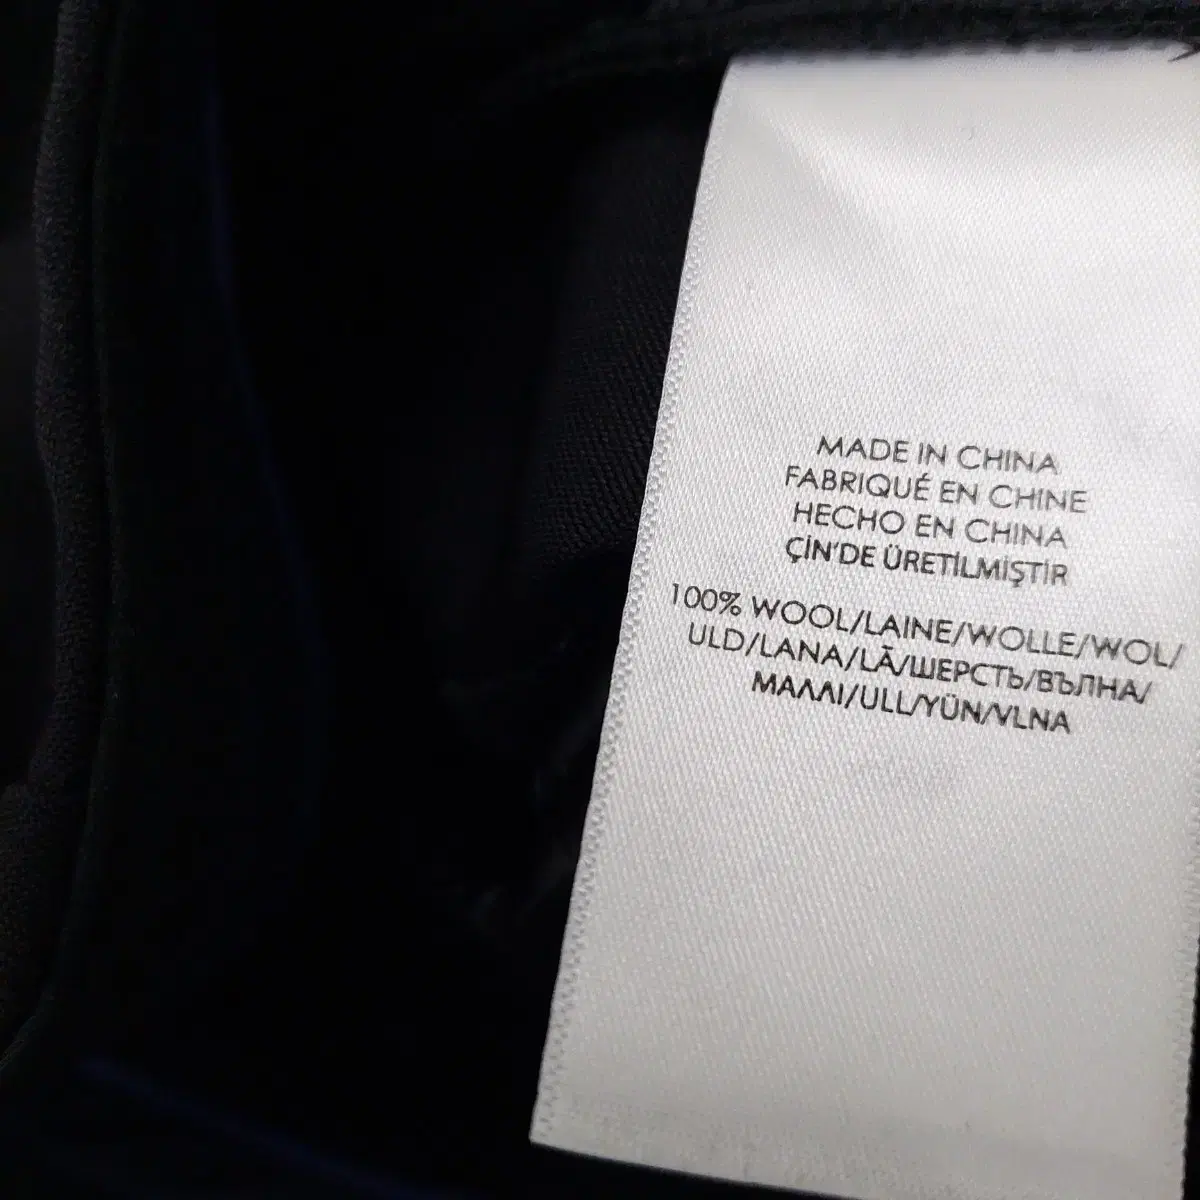 MADE IN CHINA
FABRIQUÉ EN CHINE
HECHO EN CHINA
ÇİN'DE ÜRETİLMİŞTİR
100% WOOL/LAINE/WOLLE/WOL/
ULD/LANA/LÃ/ШЕРСТЬ/ВЪЛНА/
ΜΑΛΛΙ/ULL/YÜN/VLNA